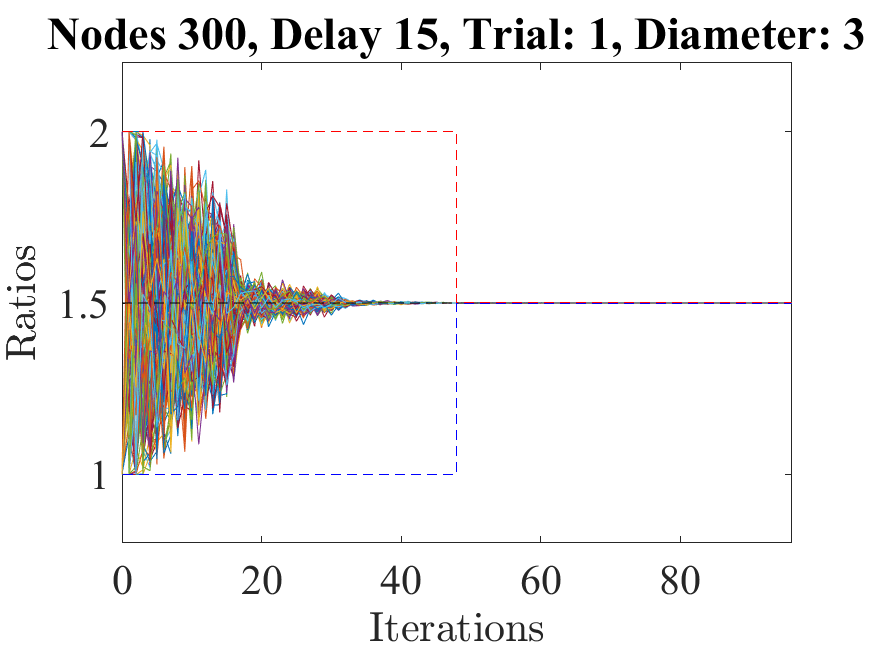 Nodes 300, Delay 15, Trial: 1, Diameter: 3
2
1.5
1
Ratios
0 20 40 60 80
Iterations